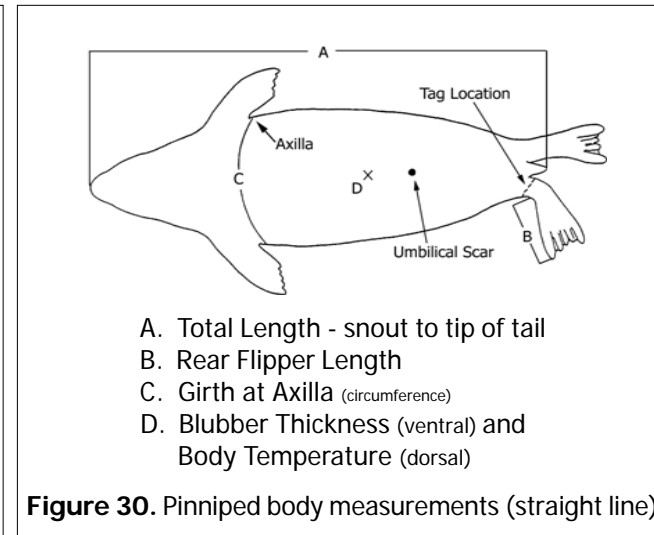 A
Tag Location
Axilla
C
D
B
Umbilical Scar
A. Total Length - snout to tip of tail
B. Rear Flipper Length
C. Girth at Axilla (circumference)
D. Blubber Thickness (ventral) and
Body Temperature (dorsal)
Figure 30. Pinniped body measurements (straight line)